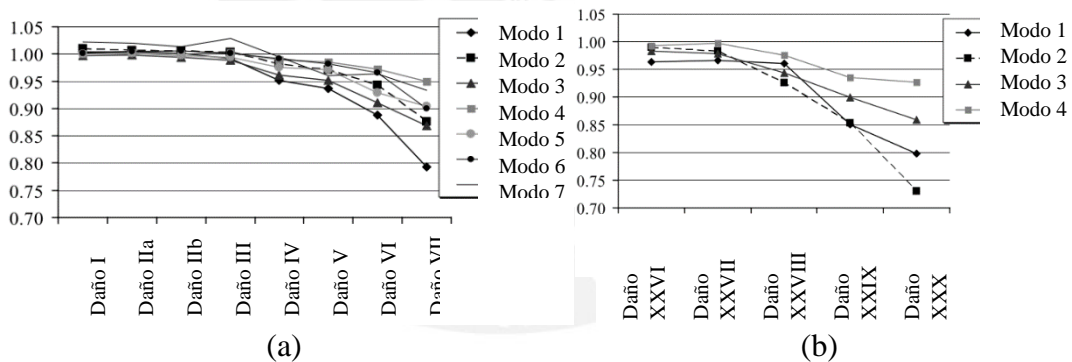 1.05
1.00
0.95
0.90
0.85
0.80
0.75
0.70
Daño I
Daño IIa
Daño IIb
Daño III
Daño IV
Daño V
Daño VI
Daño VII
Modo 1
Modo 2
Modo 3
Modo 4
Modo 5
Modo 6
Modo 7
(a)
1.05
1.00
0.95
0.90
0.85
0.80
0.75
0.70
Daño
XXVI
Daño
XXVII
Daño
XXVIII
Daño
XXIX
Daño
XXX
Modo 1
Modo 2
Modo 3
Modo 4
(b)